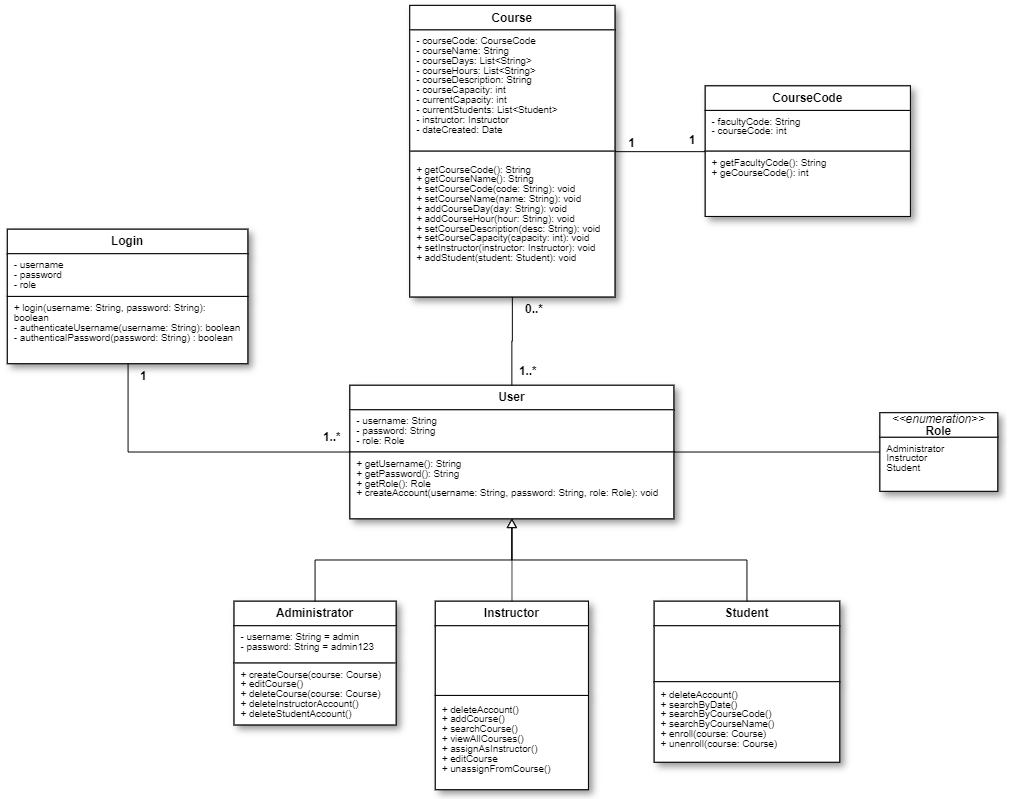 Course
- courseCode: CourseCode
- courseName: String
- courseDays: List<String>
- courseHours: List<String>
- courseDescription: String
- courseCapacity: int
- currentCapacity: int
- currentStudents: List<Student>
- instructor: Instructor
- dateCreated: Date
+ getCourseCode(): String
+ getCourseName(): String
+ setCourseCode(code: String): void
+ setCourseName(name: String): void
+ addCourseDay(day: String): void
+ addCourseHour(hour: String): void
+ setCourseDescription(desc: String): void
+ setCourseCapacity(capacity: int): void
+ setInstructor(instructor: Instructor): void
+ addStudent(student: Student): void
1
1
CourseCode
- facultyCode: String
- courseCode: int
+ getFacultyCode(): String
+ geCourseCode(): int
Login
- username
- password
- role
+ login(username: String, password: String):
boolean
- authenticateUsername(username: String): boolean
- authenticalPassword(password: String) : boolean
1
1..*
0..*
1..*
User
- username: String
- password: String
- role: Role
+ getUsername(): String
+ getPassword(): String
+ getRole(): Role
+ createAccount(username: String, password: String, role: Role): void
<<enumeration>>
Role
Administrator
Instructor
Student
Administrator
- username: String = admin
- password: String = admin123
+ createCourse(course: Course)
+ editCourse()
+ deleteCourse(course: Course)
+ deleteInstructorAccount()
+ deleteStudentAccount()
Instructor
+ deleteAccount()
+ addCourse()
+ searchCourse()
+ viewAllCourses()
+ assignAsInstructor()
+ editCourse
+ unassignFromCourse()
Student
+ deleteAccount()
+ searchByDate()
+ searchByCourseCode()
+ searchByCourseName()
+ enroll(course: Course)
+ unenroll(course: Course)